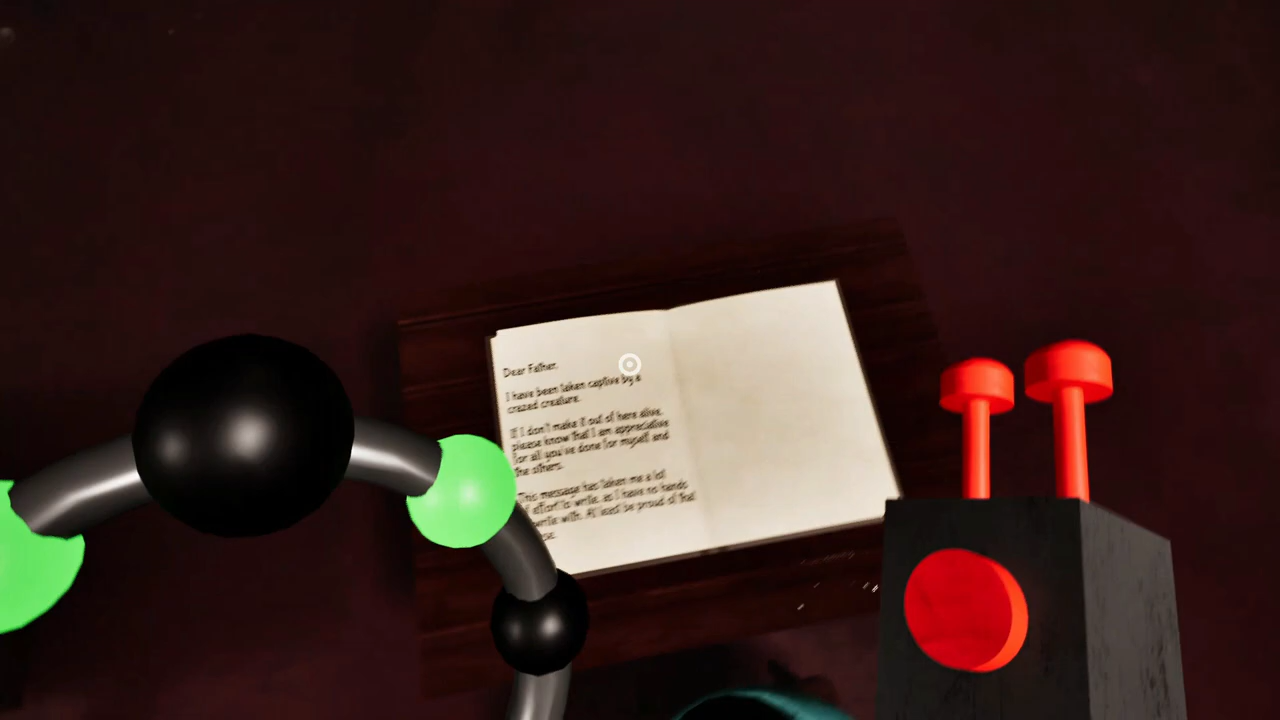 Dear Father,
I have been taken captive by a
crazed creature.
If I don't make it out of here alive,
please know that I am appreciative
for all you've done for myself and
the others.
This message has taken me a lot
of effort to write, as I have no hands
write with. At least be proud of that